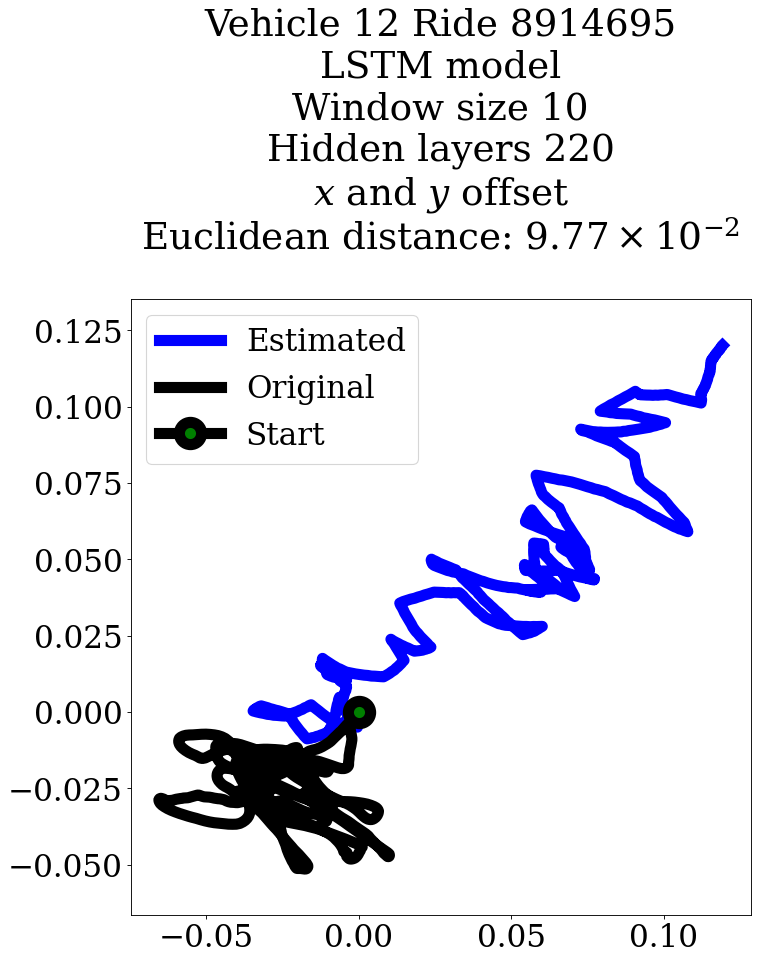 Vehicle 12 Ride 8914695
LSTM model
Window size 10
Hidden layers 220
x and y offset
Euclidean distance: 9.77 × 10⁻²
Estimated
Original
Start
0.125
0.100
0.075
0.050
0.025
0.000
−0.025
−0.050
−0.05 0.00 0.05 0.10